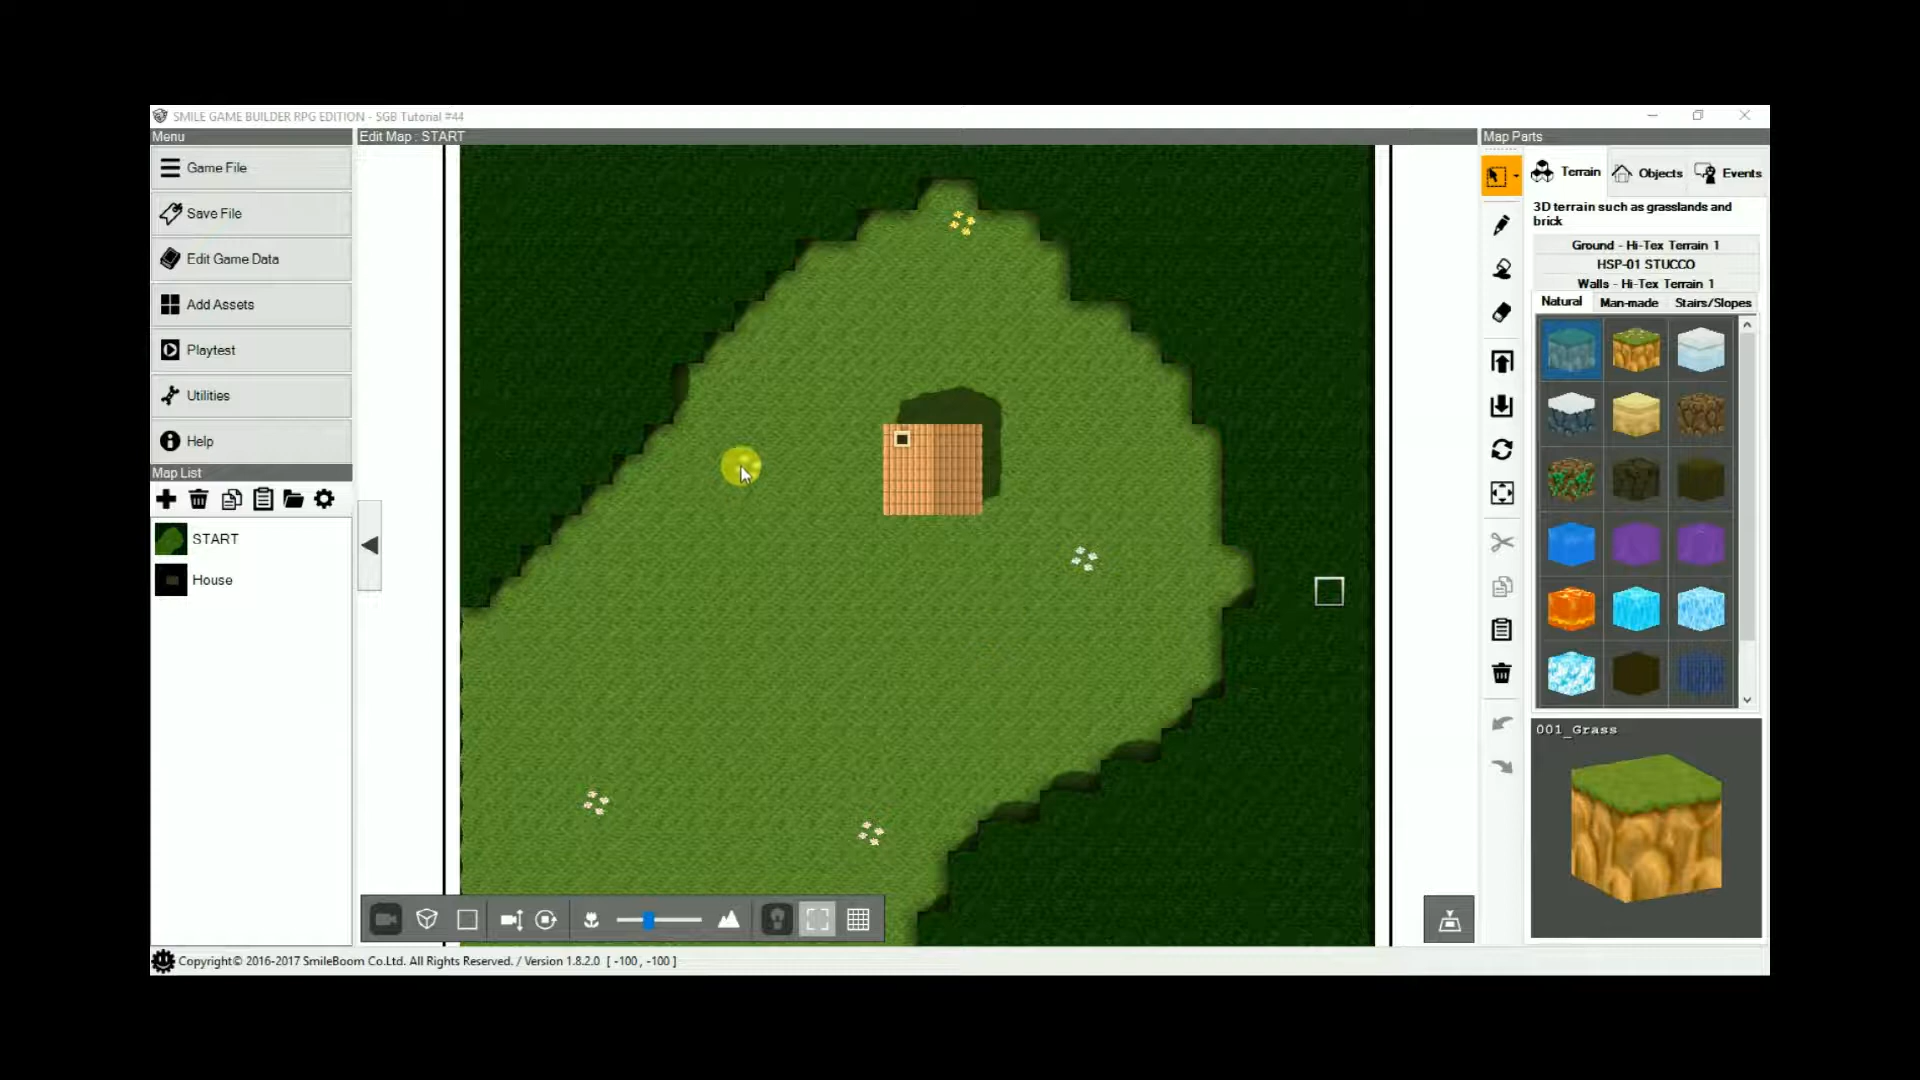 SMILE GAME BUILDER RPG EDITION - SGB Tutorial #44
Menu
Edit Map : START
Map Parts
Game File
Save File
Edit Game Data
Add Assets
Playtest
Utilities
Help
Map List
START
House
Terrain
Objects
Events
3D terrain such as grasslands and
brick
Ground - Hi-Tex Terrain 1
HSP-01 STUCCO
Walls - Hi-Tex Terrain 1
Natural
Man-made
Stairs/Slopes
001_Grass
Copyright© 2016-2017 SmileBoom Co.Ltd. All Rights Reserved. / Version 1.8.2.0 [ -100, -100 ]